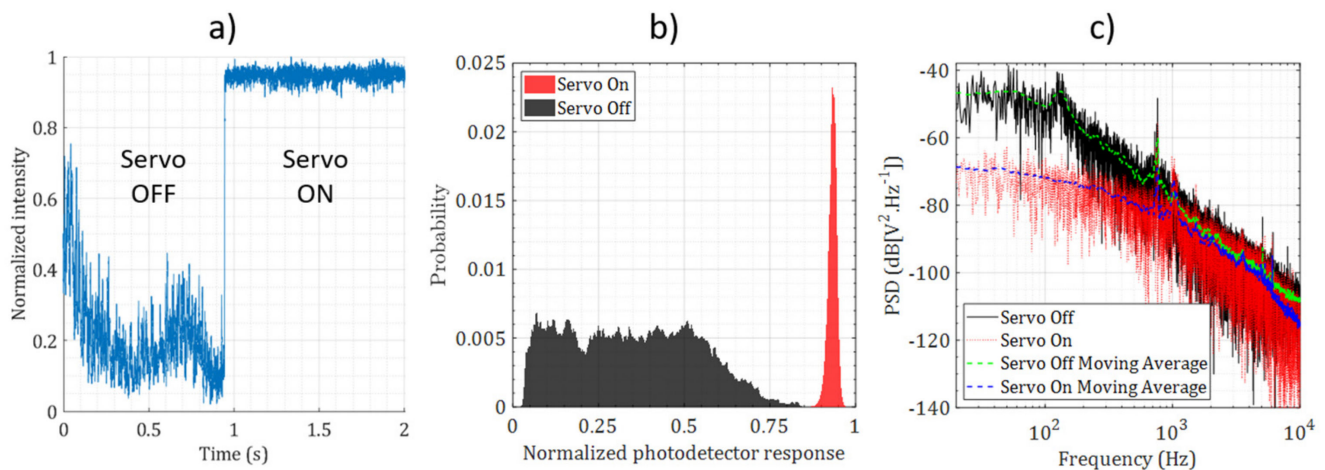 a)
Normalized intensity
1
0.8
0.6
0.4
0.2
0
Servo
OFF
Servo
ON
0
0.5
1
1.5
2
Time (s)
b)
Probability
0.025
0.02
0.015
0.01
0.005
0
Servo On
Servo Off
0
0.25
0.5
0.75
1
Normalized photodetector response
c)
PSD (dB[V².Hz⁻¹])
-40
-60
-80
-100
-120
-140
Servo Off
Servo On
Servo Off Moving Average
Servo On Moving Average
10²
10³
10⁴
Frequency (Hz)